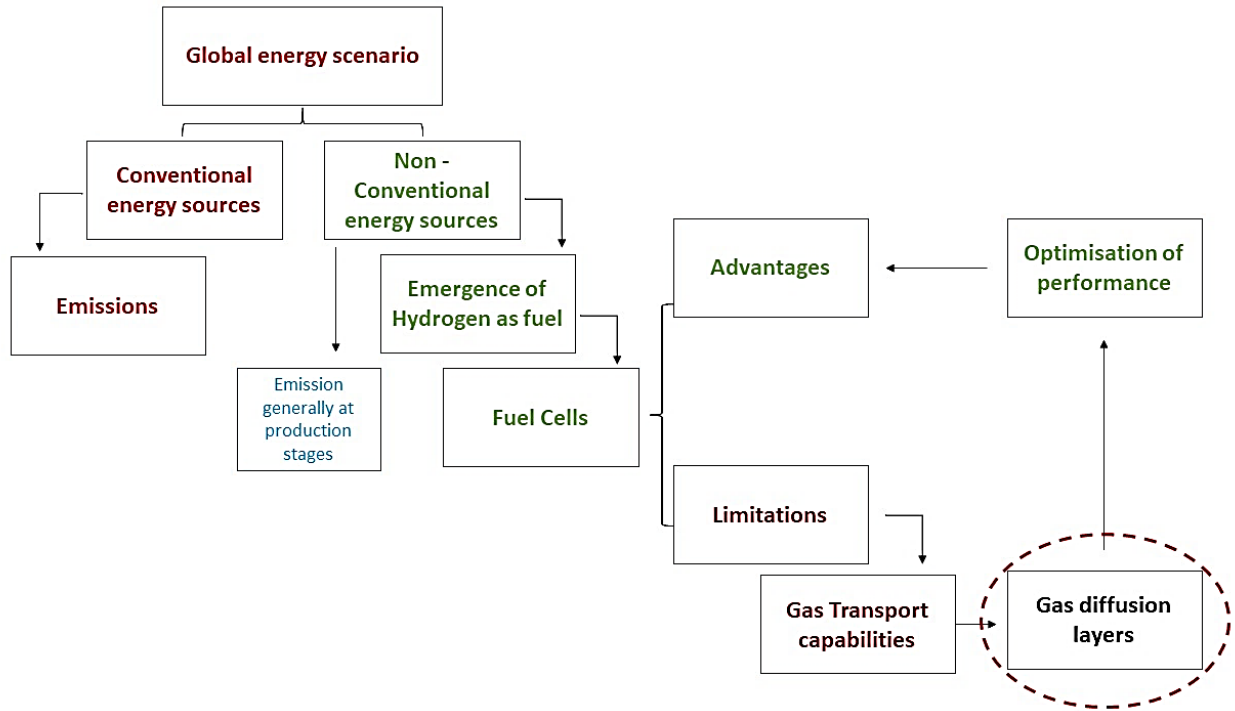 Global energy scenario
Conventional
energy sources
Non -
Conventional
energy sources
Emissions
Emergence of
Hydrogen as fuel
Emission
generally at
production
stages
Fuel Cells
Advantages
Optimisation of
performance
Limitations
Gas Transport
capabilities
Gas diffusion
layers